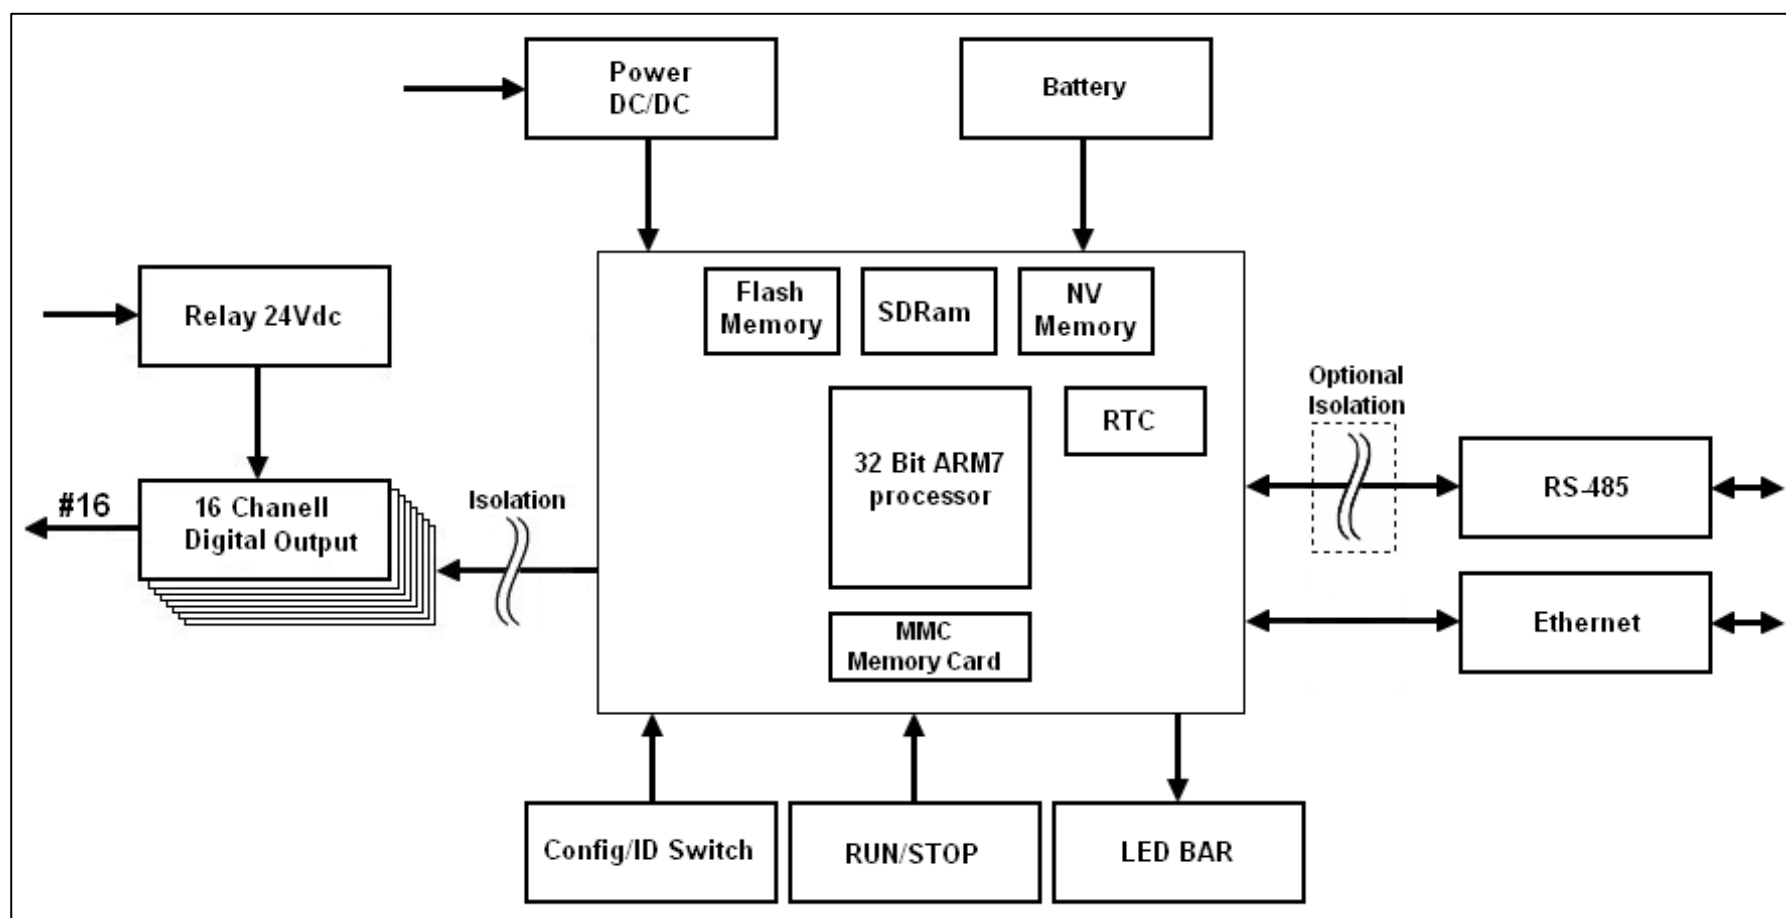 Power
DC/DC
Battery
Relay 24Vdc
Flash
Memory
SDRam
NV
Memory
Optional
Isolation
RTC
32 Bit ARM7
processor
RS-485
#16
16 Chanell
Digital Output
Isolation
Ethernet
MMC
Memory Card
Config/ID Switch
RUN/STOP
LED BAR